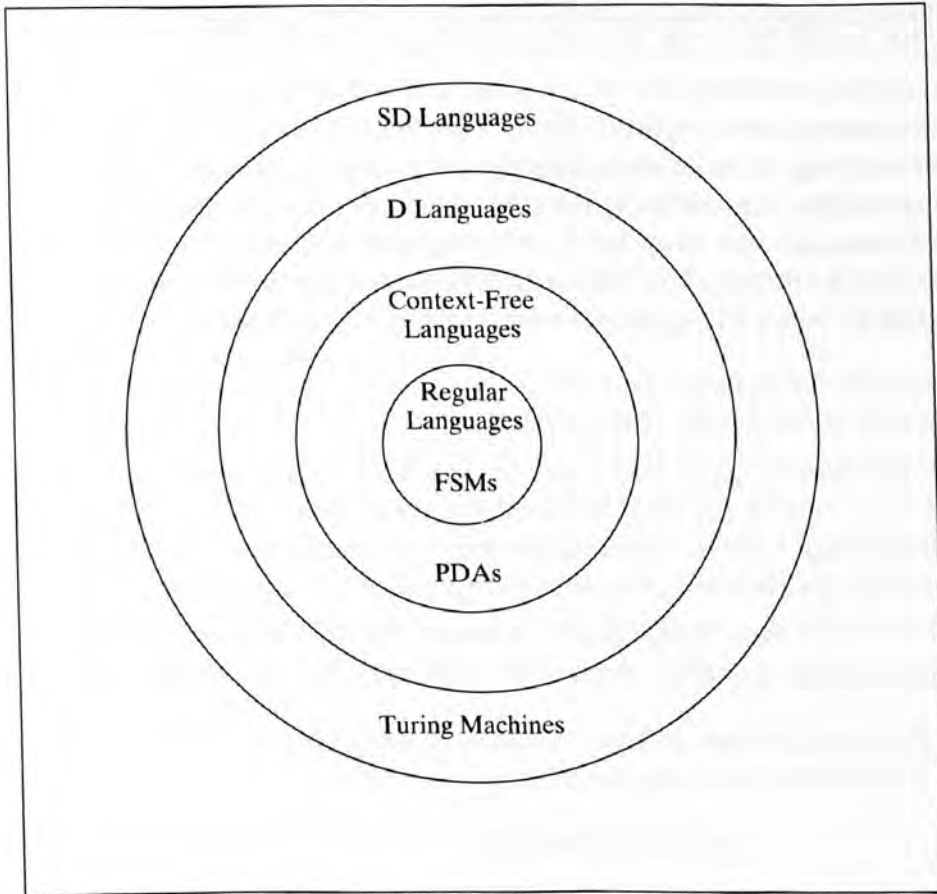 SD Languages
D Languages
Context-Free
Languages
Regular
Languages
FSMs
PDAs
Turing Machines